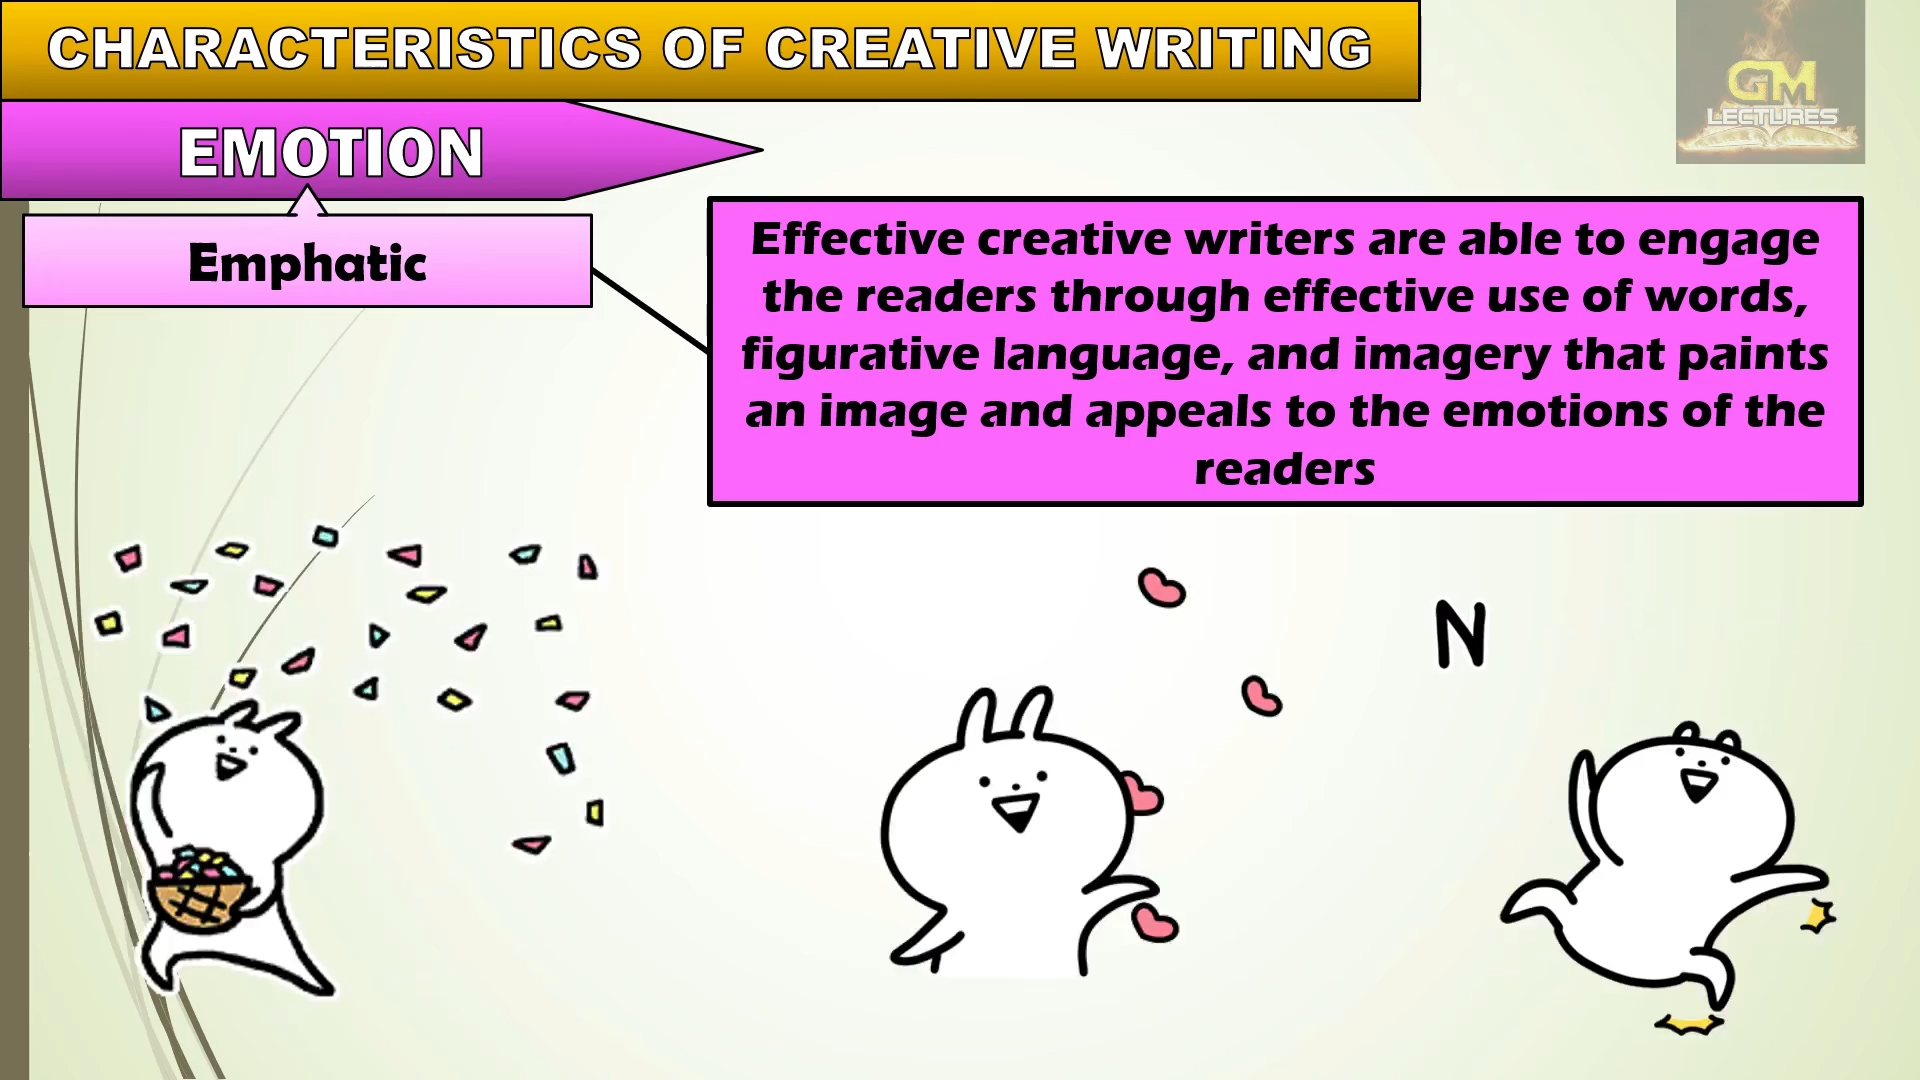 CHARACTERISTICS OF CREATIVE WRITING
GM
LECTURES
EMOTION
Emphatic
Effective creative writers are able to engage
the readers through effective use of words,
figurative language, and imagery that paints
an image and appeals to the emotions of the
readers
N